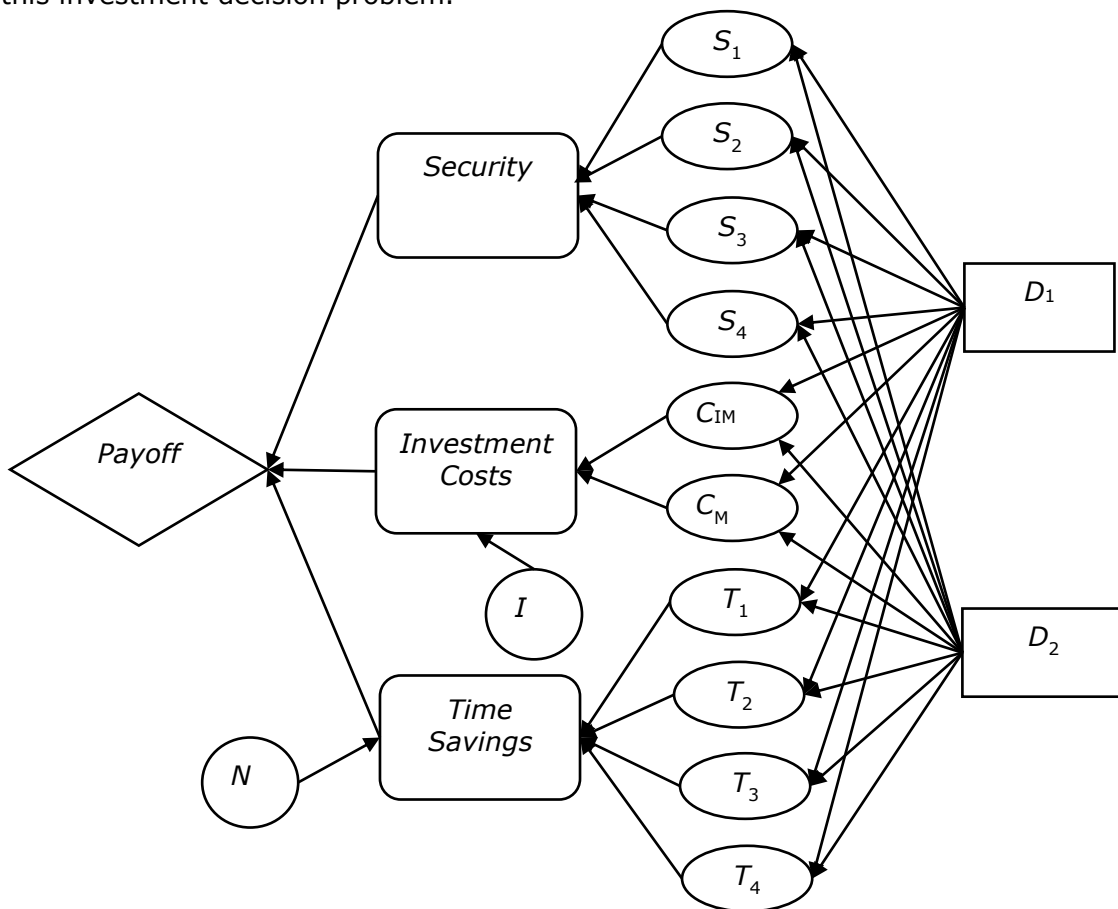 this investment decision problem.
S1
S2
Security
S3
D1
S4
CIM
Payoff
Investment
Costs
CM
I
T1
D2
T2
Time
Savings
N
T3
T4